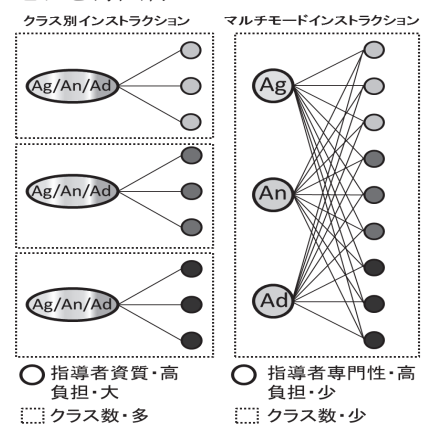 クラス別インストラクション
マルチモードインストラクション
Ag/An/Ad
Ag/An/Ad
Ag/An/Ad
Ag
An
Ad
指導者資質・高
負担・大
クラス数・多
指導者専門性・高
負担・少
クラス数・少